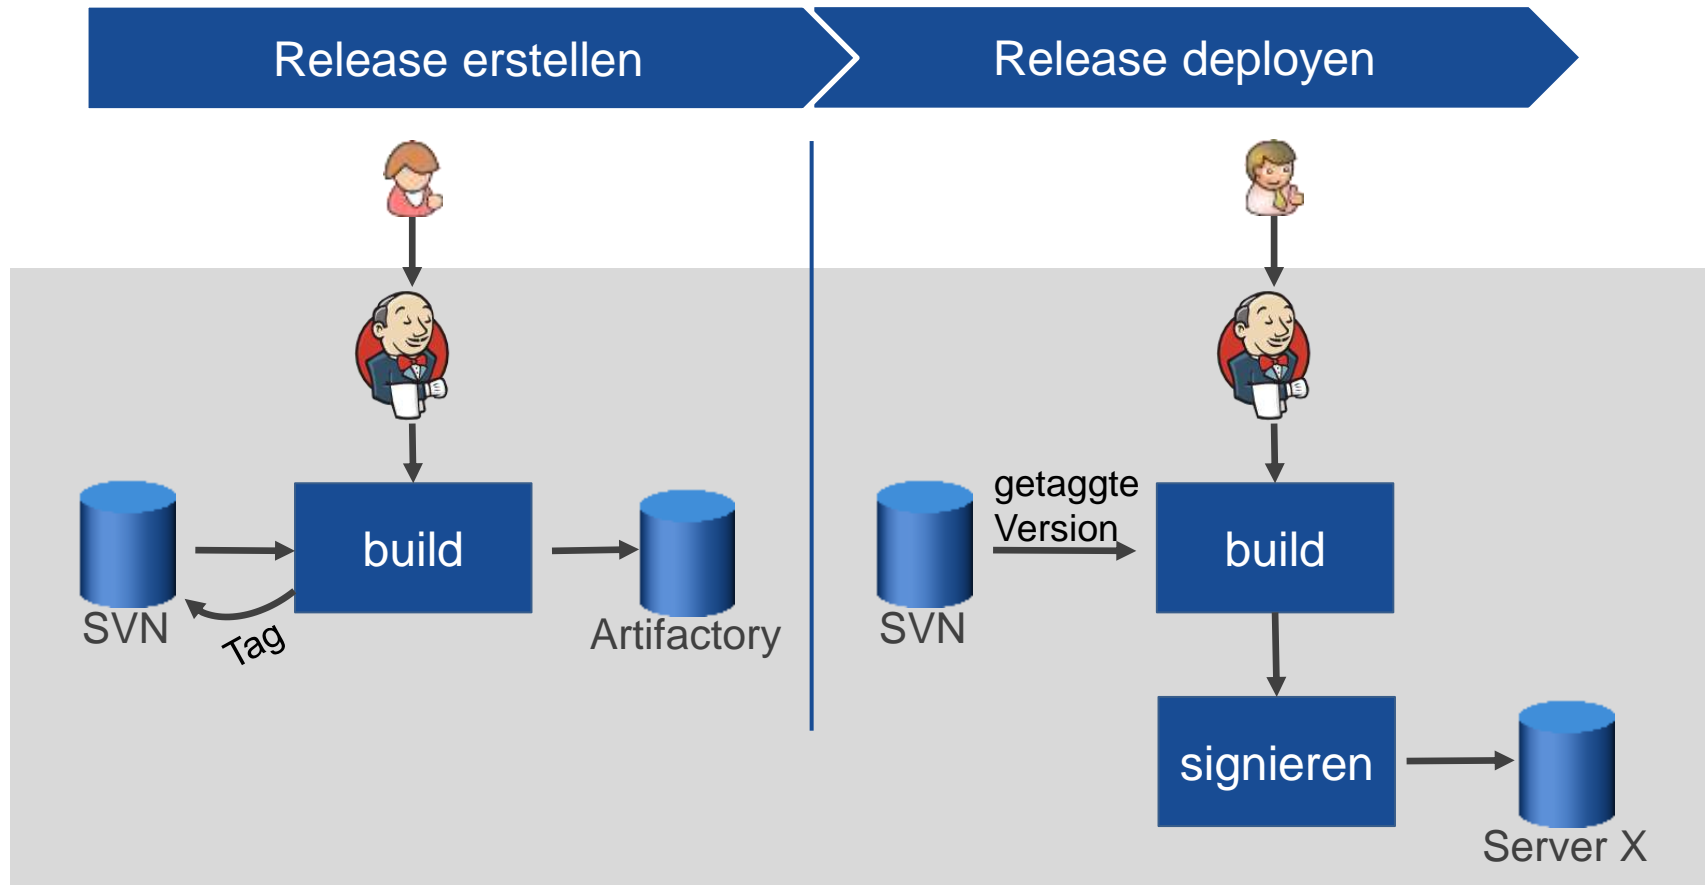 Release erstellen
Release deployen
SVN
Tag
build
Artifactory
SVN
getaggte
Version
build
signieren
Server X